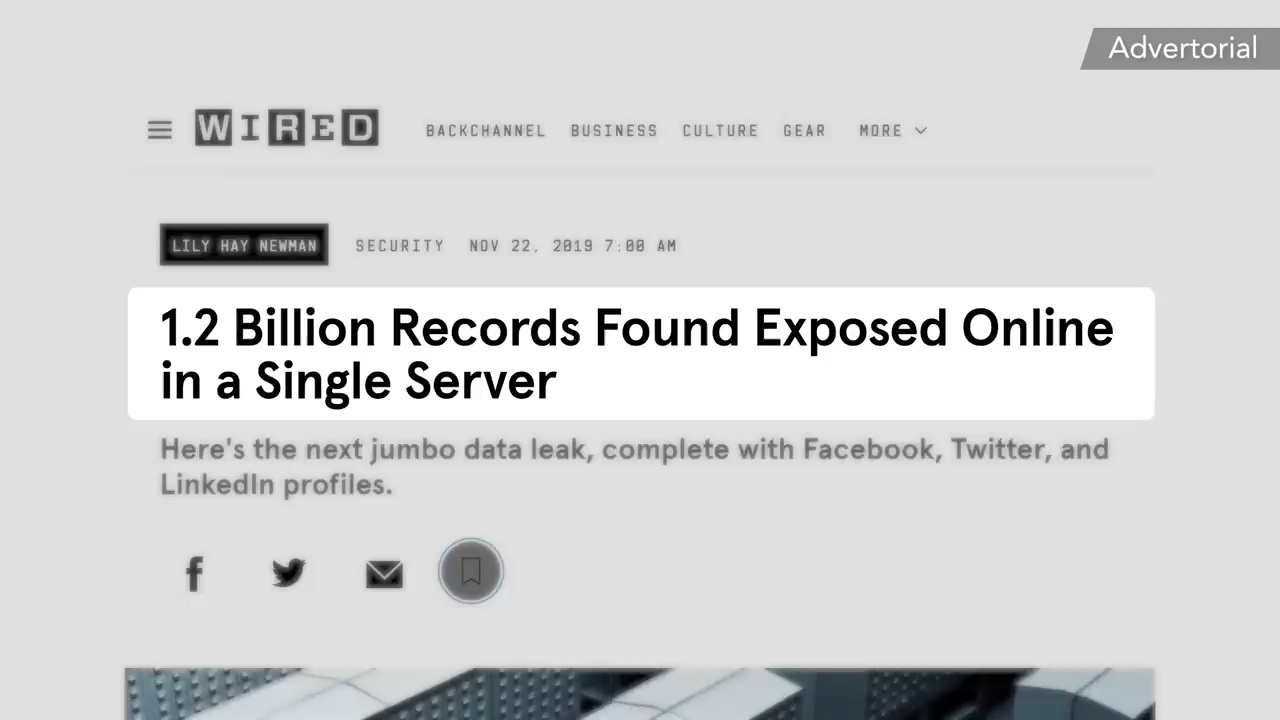 Advertorial
WIRED BACKCHANNEL BUSINESS CULTURE GEAR MORE
LILY HAY NEWMAN SECURITY NOV 22, 2019 7:00 AM
1.2 Billion Records Found Exposed Online
in a Single Server
Here's the next jumbo data leak, complete with Facebook, Twitter, and
LinkedIn profiles.